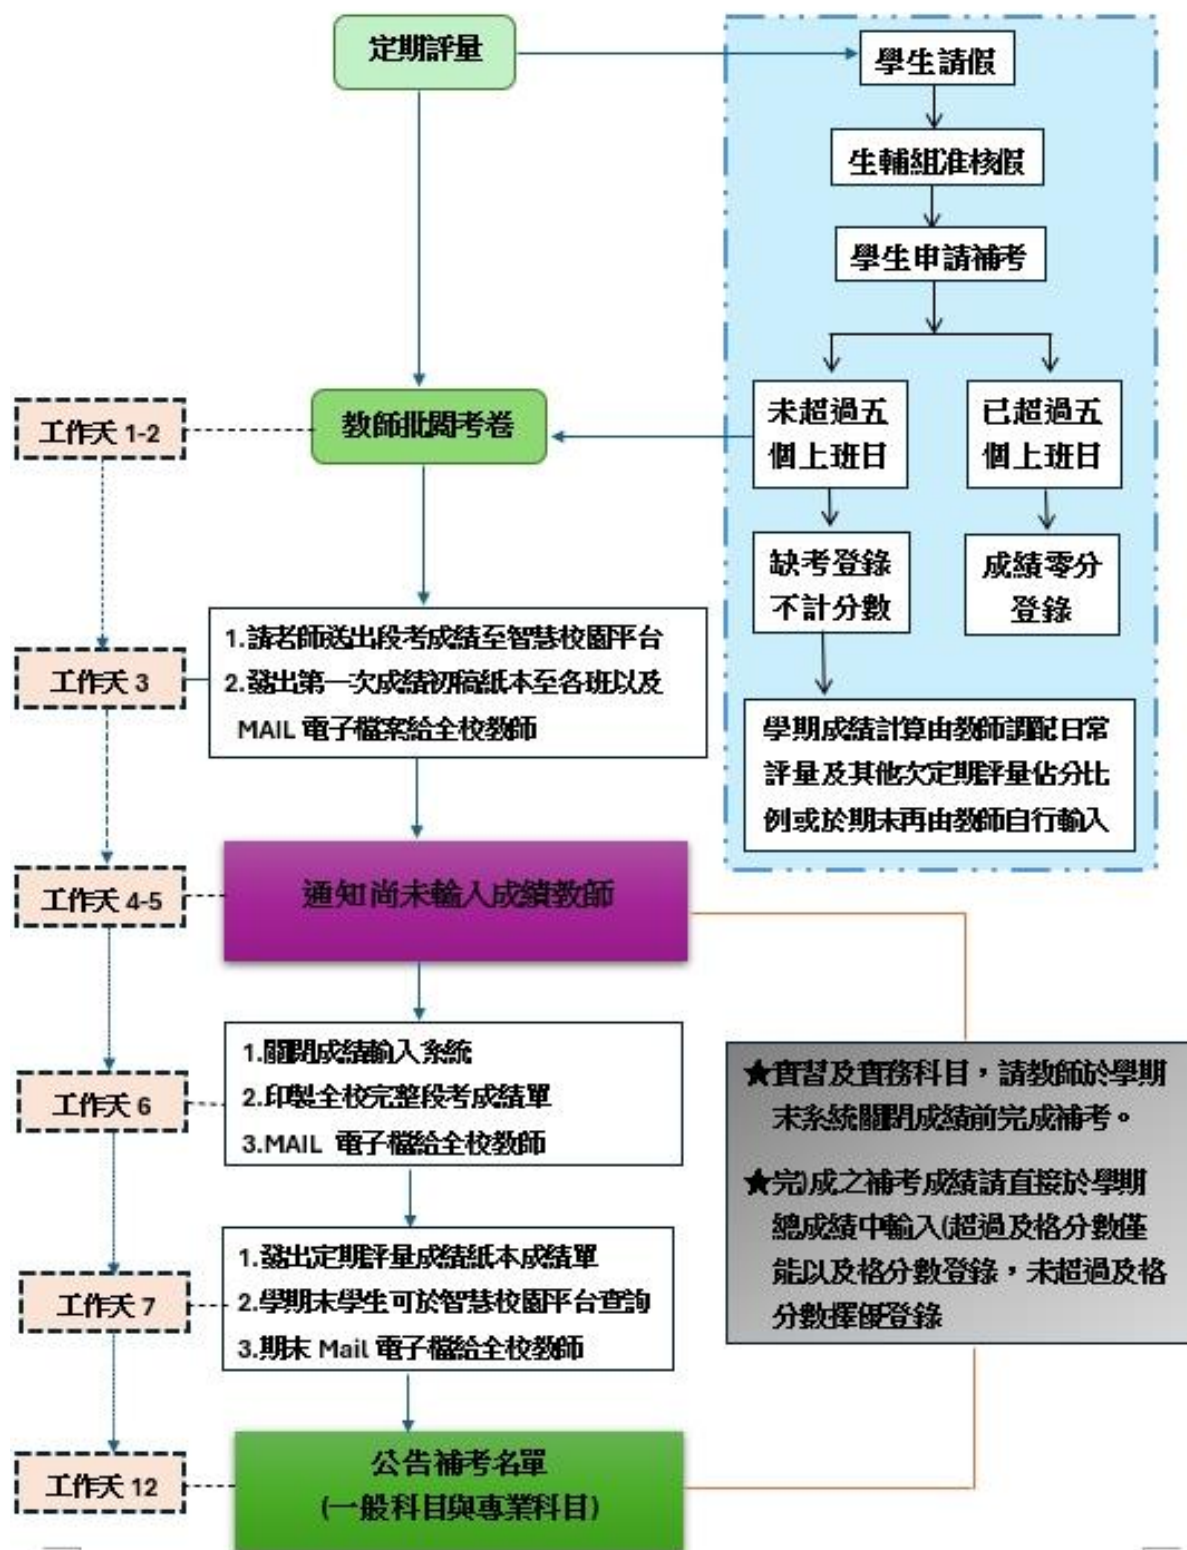 定期評量
學生請假
生輔組准核假
學生申請補考
未超過五
個上班日
已超過五
個上班日
缺考登錄
不計分數
成績零分
登錄
學期成績計算由教師調配日常
評量及其他次定期評量佔分比
例或於期末再由教師自行輸入
工作天 1-2
教師批閱考卷
工作天 3
1.請老師送出段考成績至智慧校園平台
2.發出第一次成績初稿紙本至各班以及
MAIL 電子檔案給全校教師
工作天 4-5
通知尚未輸入成績教師
工作天 6
1.關閉成績輸入系統
2.印製全校完整段考成績單
3.MAIL 電子檔給全校教師
★實習及實務科目，請教師於學期
末系統關閉成績前完成補考。
★完成之補考成績請直接於學期
總成績中輸入(超過及格分數僅
能以及格分數登錄，未超過及格
分數擇優登錄
工作天 7
1.發出定期評量成績紙本成績單
2.學期末學生可於智慧校園平台查詢
3.期末 Mail 電子檔給全校教師
工作天 12
公告補考名單
(一般科目與專業科目)